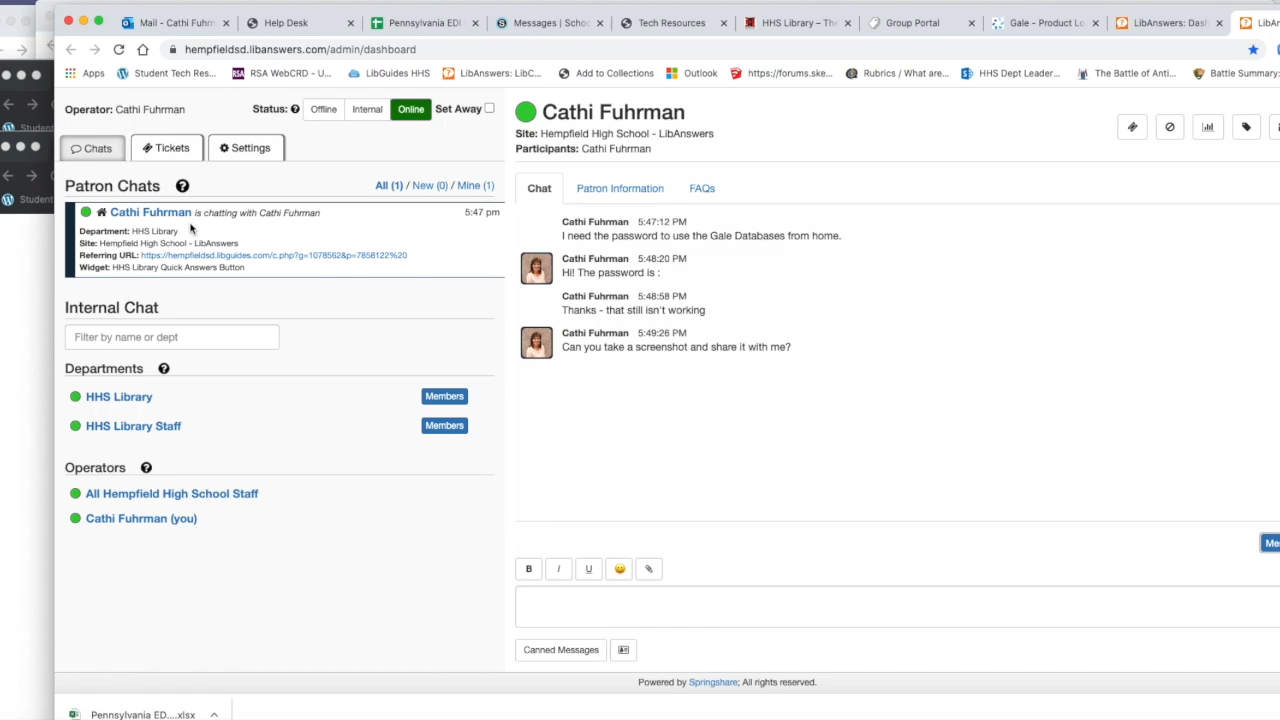 Mail - Cathi Fuhrm
Help Desk
Pennsylvania EDI
Messages | Schoo
Tech Resources
HHS Library – The
Group Portal
Gale - Product Lo
LibAnswers: Dash
LibAn
hempfieldsd.libanswers.com/admin/dashboard
Apps
Student Tech Res...
RSA WebCRD - U...
LibGuides HHS
LibAnswers: LibC...
Add to Collections
Outlook
https://forums.ske...
Rubrics / What are...
HHS Dept Leader...
The Battle of Anti...
Battle Summary:
Student
Student
Operator: Cathi Fuhrman
Status:
Offline
Internal
Online
Set Away
Chats
Tickets
Settings
Patron Chats
All (1) / New (0) / Mine (1)
Cathi Fuhrman is chatting with Cathi Fuhrman
5:47 pm
Department: HHS Library
Site: Hempfield High School - LibAnswers
Referring URL: https://hempfieldsd.libguides.com/c.php?g=1078562&p=7858122%20
Widget: HHS Library Quick Answers Button
Internal Chat
Filter by name or dept
Departments
HHS Library
Members
HHS Library Staff
Members
Operators
All Hempfield High School Staff
Cathi Fuhrman (you)
Cathi Fuhrman
Site: Hempfield High School - LibAnswers
Participants: Cathi Fuhrman
Chat
Patron Information
FAQs
Cathi Fuhrman 5:47:12 PM
I need the password to use the Gale Databases from home.
Cathi Fuhrman 5:48:20 PM
Hi! The password is :
Cathi Fuhrman 5:48:58 PM
Thanks - that still isn't working
Cathi Fuhrman 5:49:26 PM
Can you take a screenshot and share it with me?
Me
B
I
U
Canned Messages
Powered by Springshare; All rights reserved.
Pennsylvania ED....xlsx